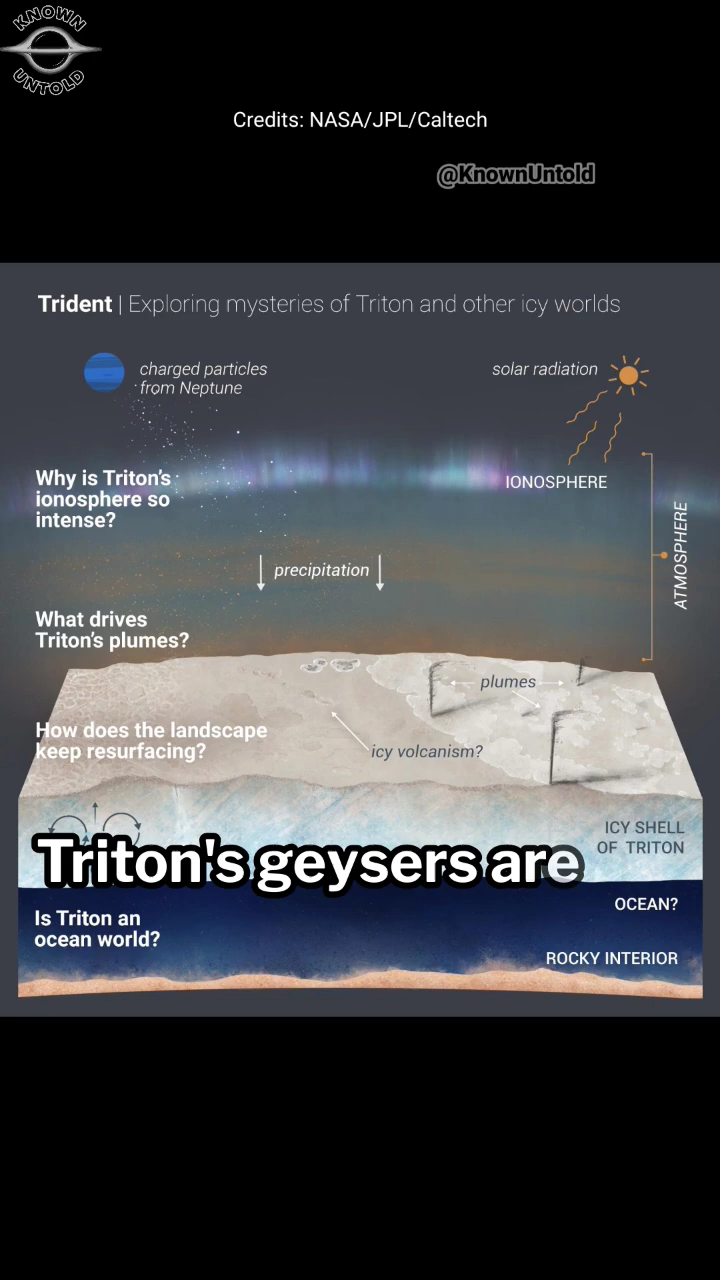 KNOWN
UNTOLD
Credits: NASA/JPL/Caltech
@KnownUntold
Trident | Exploring mysteries of Triton and other icy worlds
charged particles
from Neptune
solar radiation
Why is Triton's
ionosphere so
intense?
IONOSPHERE
ATMOSPHERE
precipitation
What drives
Triton's plumes?
plumes
How does the landscape
keep resurfacing?
icy volcanism?
ICY SHELL
OF TRITON
Triton's geysers are
OCEAN?
Is Triton an
ocean world?
ROCKY INTERIOR